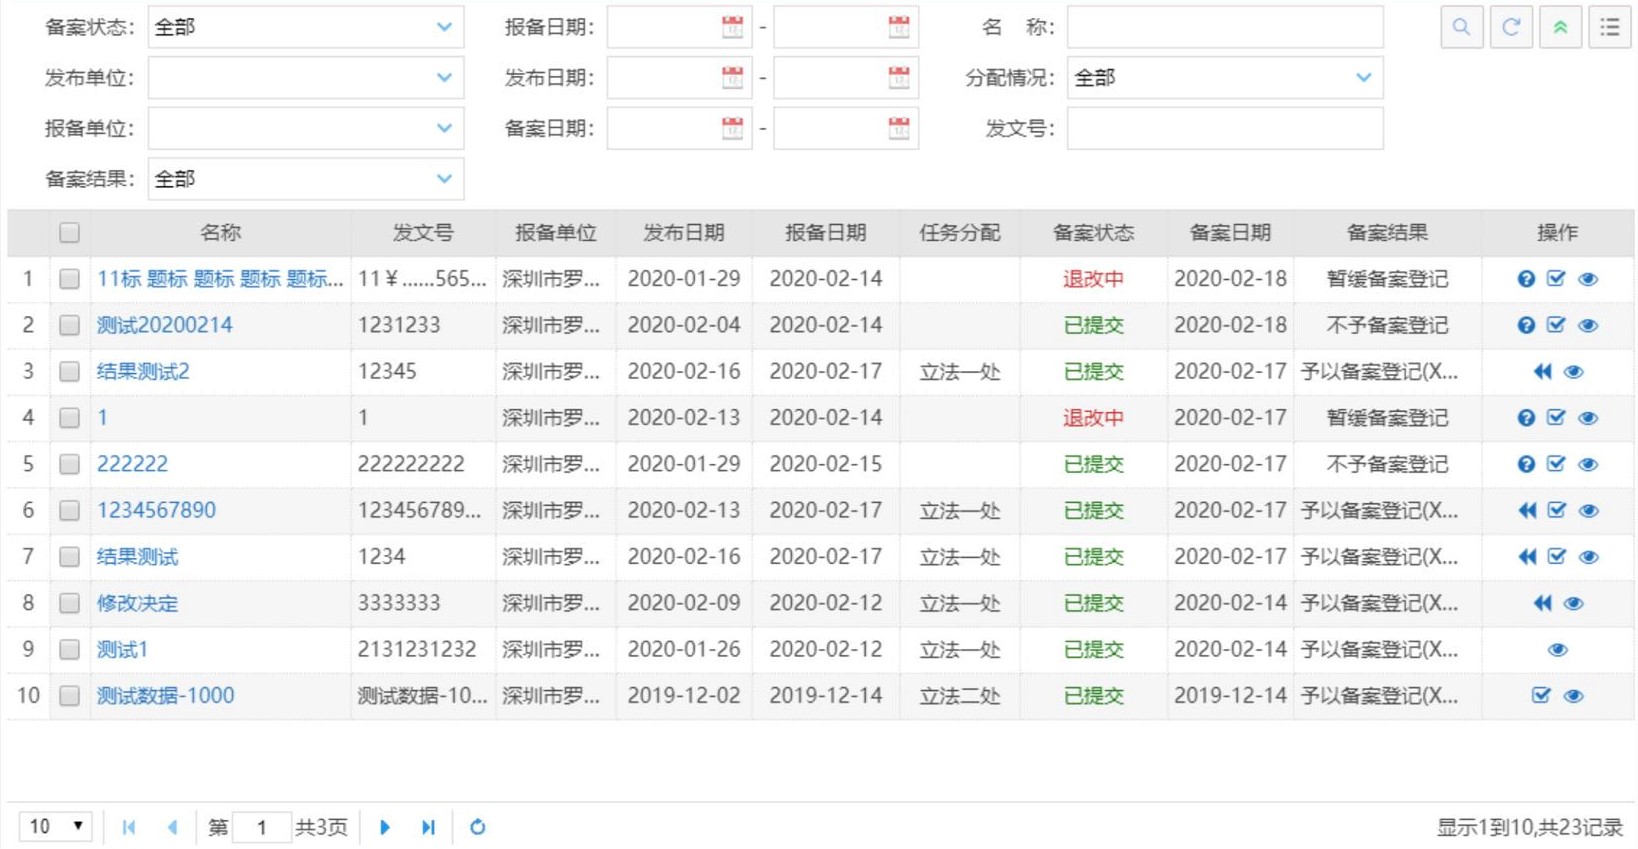 备案状态： 全部 报备日期： - 名 称：
发布单位： 发布日期： - 分配情况： 全部
报备单位： 备案日期： - 发文号：
备案结果： 全部
名称 发文号 报备单位 发布日期 报备日期 任务分配 备案状态 备案日期 备案结果 操作
1 11标 题标 题标 题标 题标... 11￥......565... 深圳市罗... 2020-01-29 2020-02-14 退改中 2020-02-18 暂缓备案登记
2 测试20200214 1231233 深圳市罗... 2020-02-04 2020-02-14 已提交 2020-02-18 不予备案登记
3 结果测试2 12345 深圳市罗... 2020-02-16 2020-02-17 立法一处 已提交 2020-02-17 予以备案登记(X...
4 1 1 深圳市罗... 2020-02-13 2020-02-14 退改中 2020-02-17 暂缓备案登记
5 222222 222222222 深圳市罗... 2020-01-29 2020-02-15 已提交 2020-02-17 不予备案登记
6 1234567890 123456789... 深圳市罗... 2020-02-13 2020-02-17 立法一处 已提交 2020-02-17 予以备案登记(X...
7 结果测试 1234 深圳市罗... 2020-02-16 2020-02-17 立法一处 已提交 2020-02-17 予以备案登记(X...
8 修改决定 3333333 深圳市罗... 2020-02-09 2020-02-12 立法一处 已提交 2020-02-14 予以备案登记(X...
9 测试1 2131231232 深圳市罗... 2020-01-26 2020-02-12 立法一处 已提交 2020-02-14 予以备案登记(X...
10 测试数据-1000 测试数据-10... 深圳市罗... 2019-12-02 2019-12-14 立法二处 已提交 2019-12-14 予以备案登记(X...
10 第 1 共3页 显示1到10,共23记录